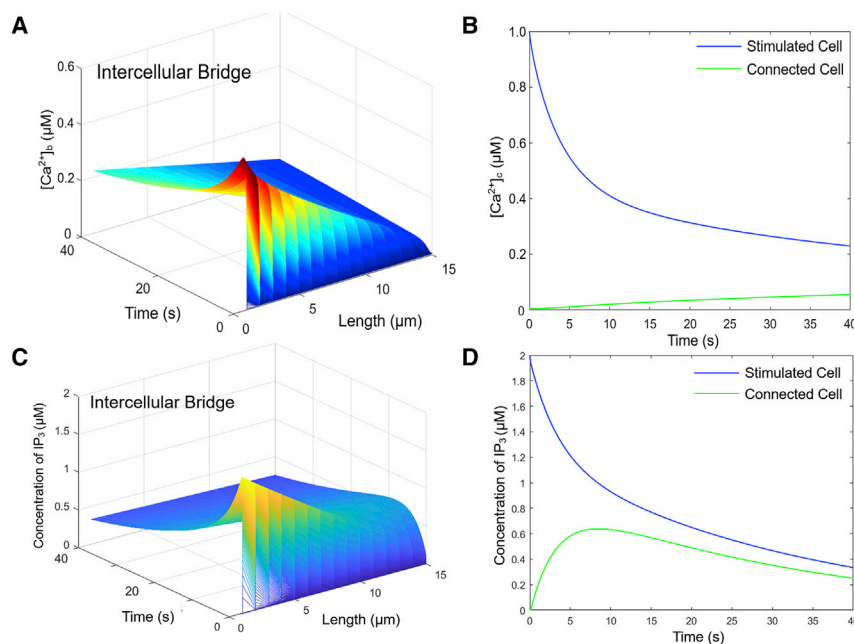 A
Intercellular Bridge
[Ca²⁺]b (µM)
0.6
0.4
0.2
0
40
20
0
Time (s)
0
5
10
15
Length (µm)
B
Stimulated Cell
Connected Cell
[Ca²⁺]c (µM)
1.0
0.8
0.6
0.4
0.2
0
0 5 10 15 20 25 30 35 40
Time (s)
C
Intercellular Bridge
Concentration of IP₃ (µM)
2
1.5
1
0.5
0
40
20
0
Time (s)
0
5
10
15
Length (µm)
D
Stimulated Cell
Connected Cell
Concentration of IP₃ (µM)
2
1.8
1.6
1.4
1.2
1
0.8
0.6
0.4
0.2
0
0 5 10 15 20 25 30 35 40
Time (s)